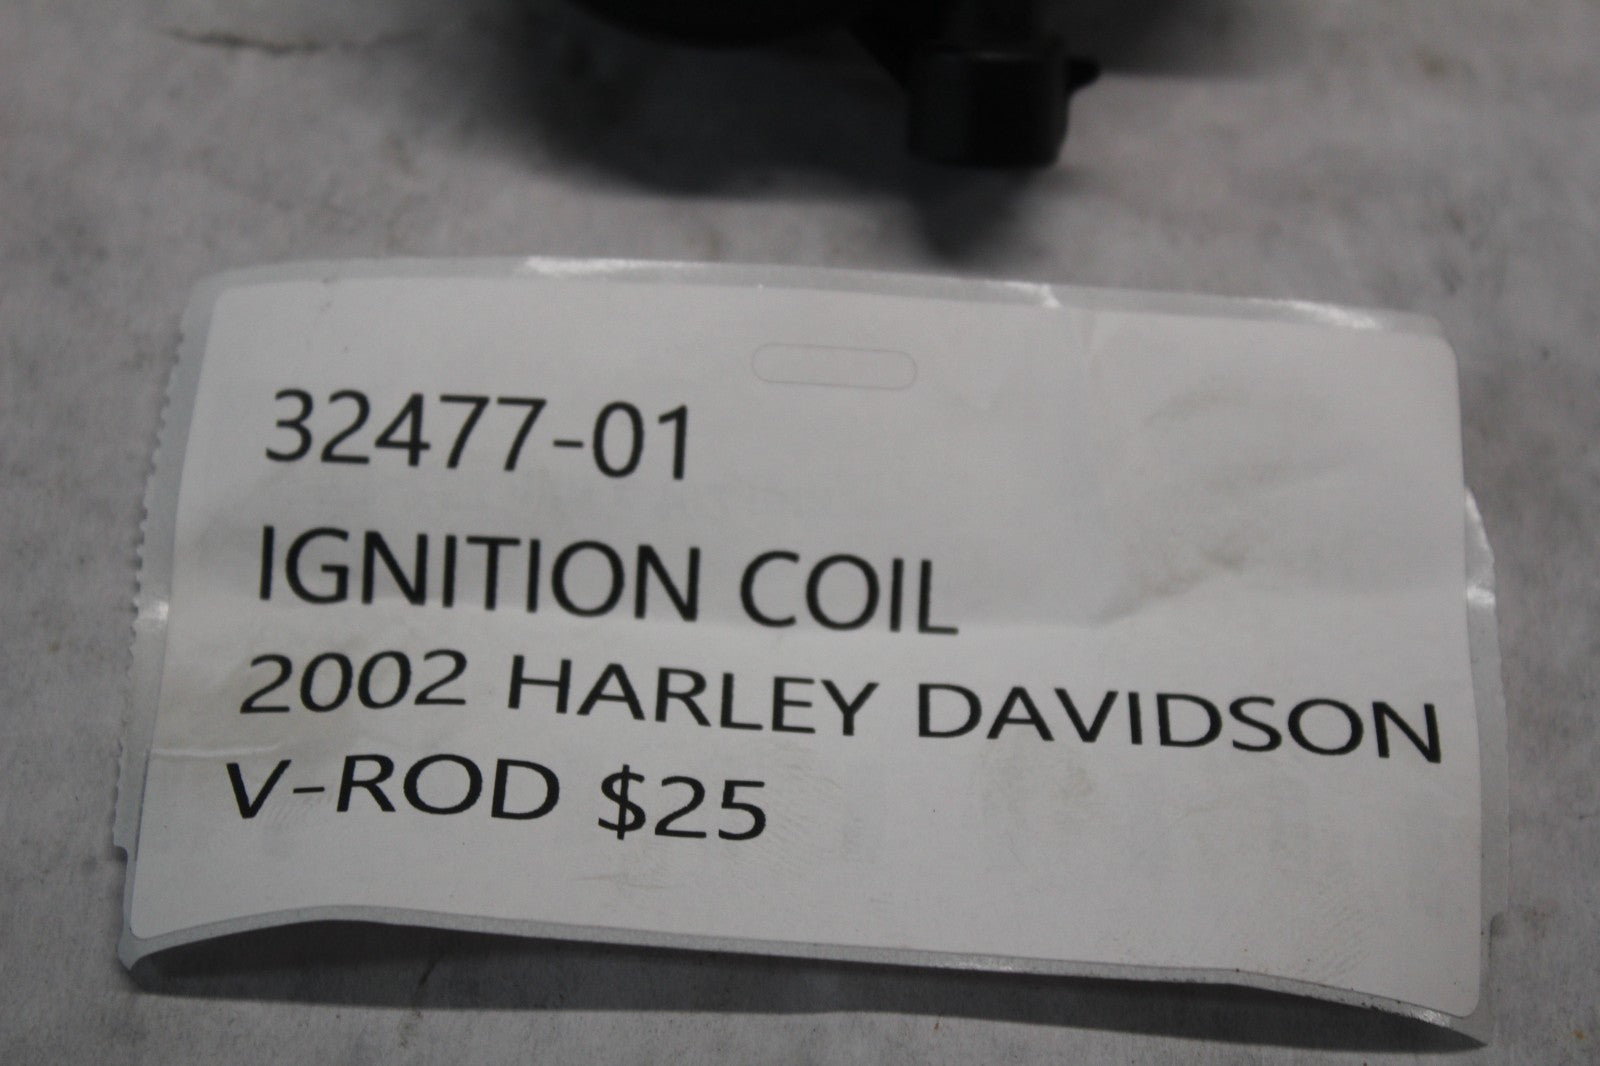 32477-01
IGNITION COIL
2002 HARLEY DAVIDSON
V-ROD $25